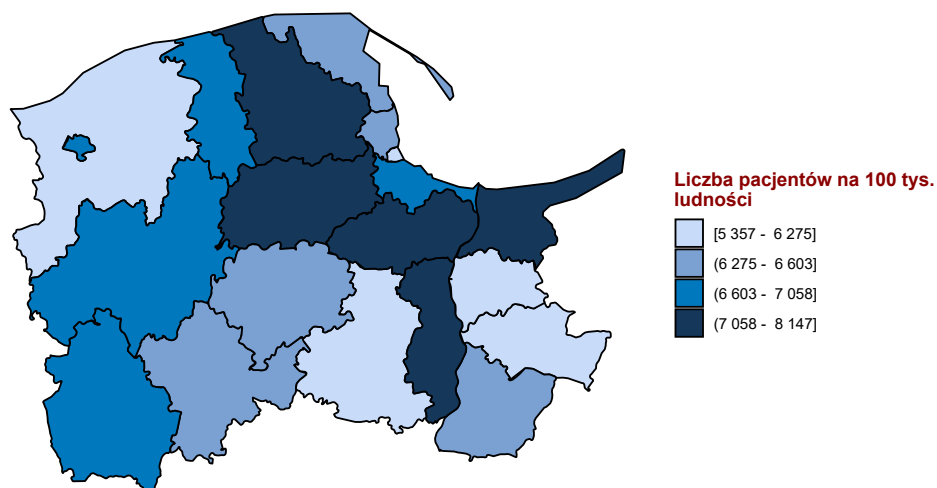 Liczba pacjentów na 100 tys.
ludności
[5 357 - 6 275]
(6 275 - 6 603]
(6 603 - 7 058]
(7 058 - 8 147]